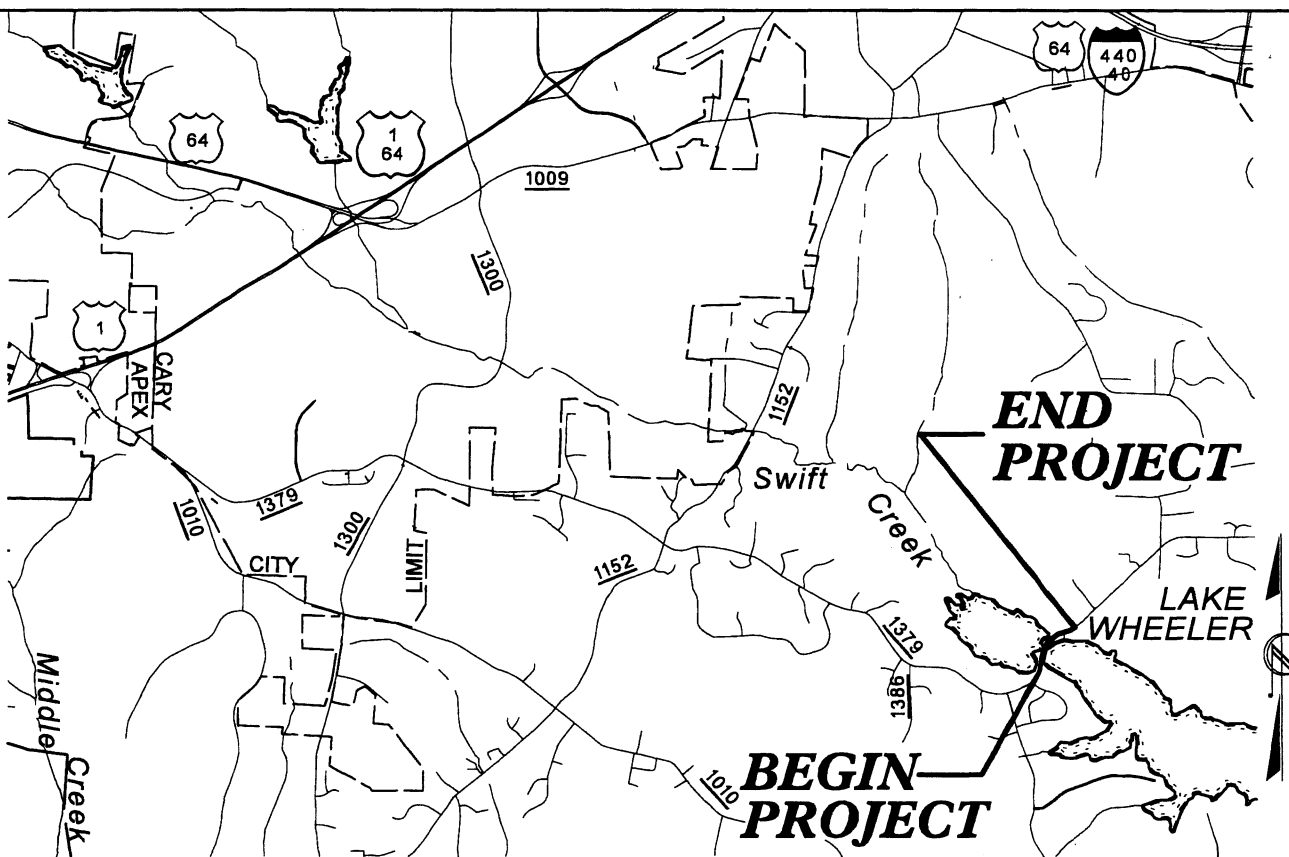 64
440
40
64
1
64
1009
1300
1
CARY
APEX
1152
END
PROJECT
Swift
Creek
1379
1010
1300
LIMIT
CITY
1152
LAKE
WHEELER
1379
1386
Middle
Creek
BEGIN
PROJECT
1010